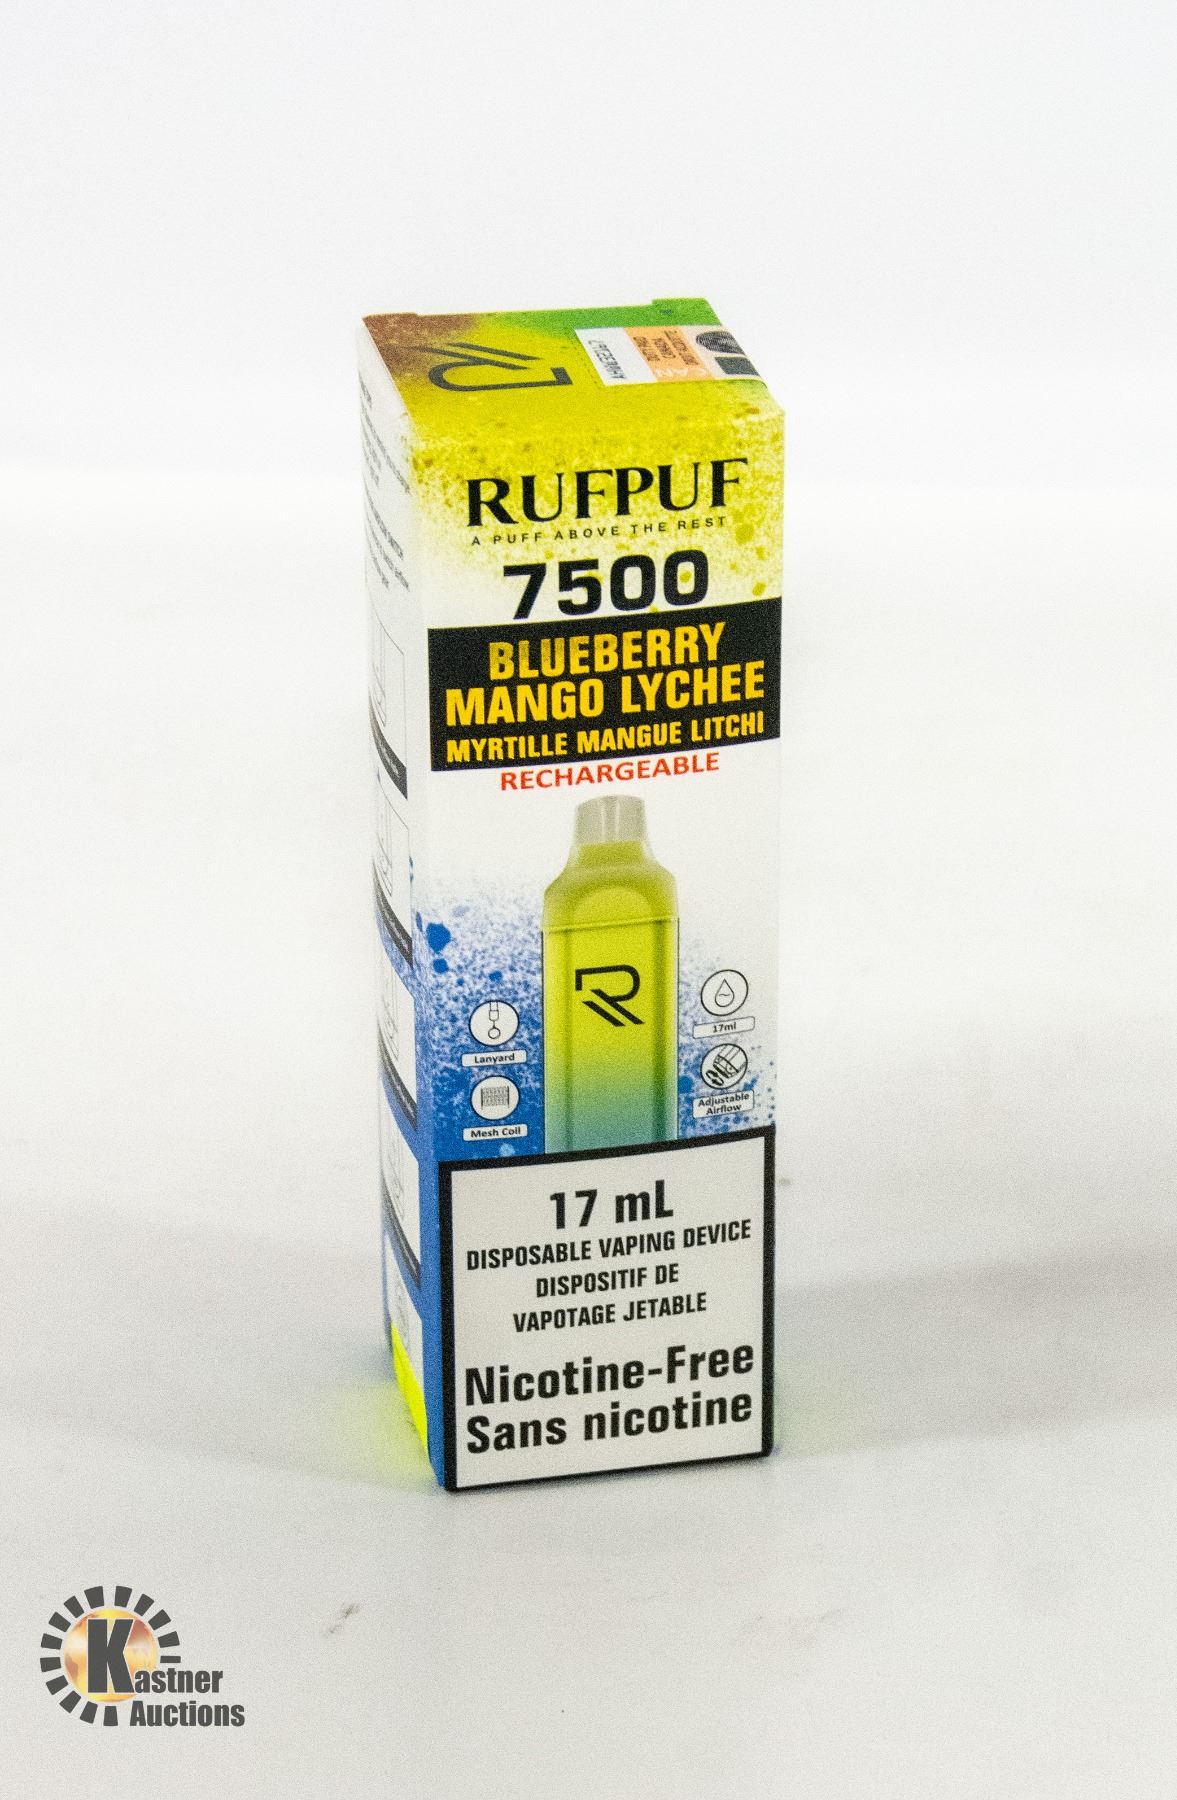 CAN
RUFPUF
A PUFF ABOVE THE REST
7500
BLUEBERRY
MANGO LYCHEE
MYRTILLE MANGUE LITCHI
RECHARGEABLE
R
Lanyard
17ml
Mesh Coil
Adjustable
Airflow
17 mL
DISPOSABLE VAPING DEVICE
DISPOSITIF DE
VAPOTAGE JETABLE
Nicotine-Free
Sans nicotine
Kastner
Auctions